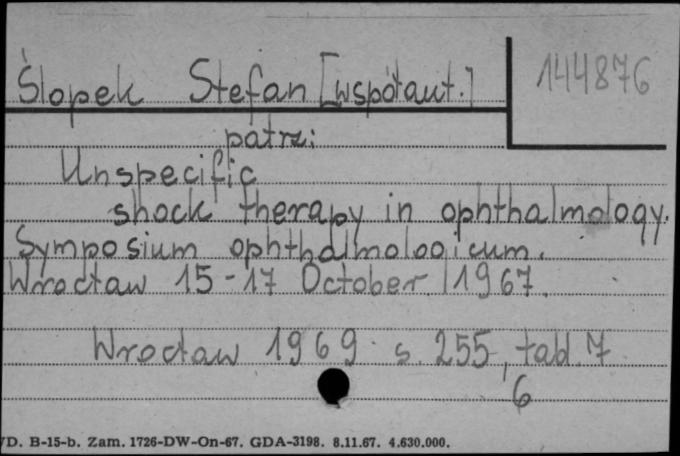 Ślopek Stefan [współaut.]
144876
patrz:
Unspecific
shock therapy in ophthalmology.
Symposium ophthalmologicum.
Wrocław 15-17 October 1967.
Wrocław 1969 s. 255, tabl. 7
6
D. B-15-b. Zam. 1726-DW-On-67. GDA-3198. 8.11.67. 4.630.000.